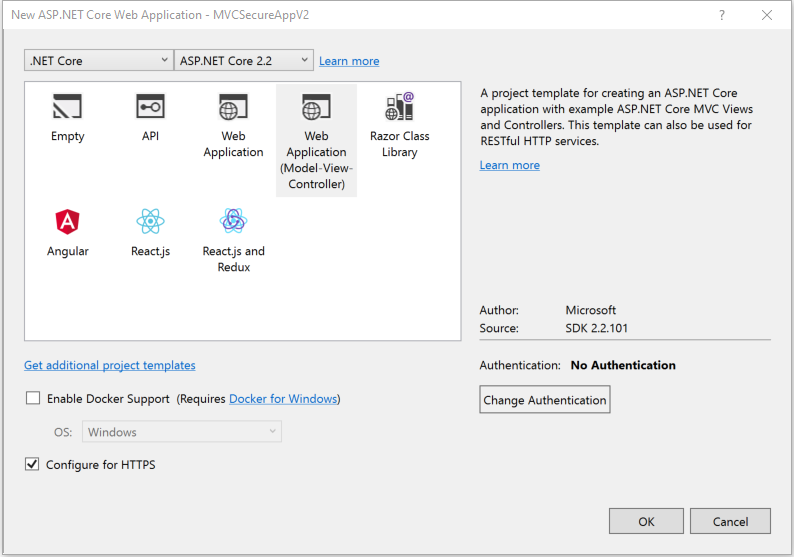 New ASP.NET Core Web Application - MVCSecureAppV2
?
.NET Core
ASP.NET Core 2.2
Learn more
Empty
API
Web
Application
Web
Application
(Model-View-
Controller)
Razor Class
Library
Angular
React.js
React.js and
Redux
A project template for creating an ASP.NET Core
application with example ASP.NET Core MVC Views
and Controllers. This template can also be used for
RESTful HTTP services.
Learn more
Author: Microsoft
Source: SDK 2.2.101
Get additional project templates
Authentication: No Authentication
Change Authentication
Enable Docker Support (Requires Docker for Windows)
OS: Windows
Configure for HTTPS
OK
Cancel